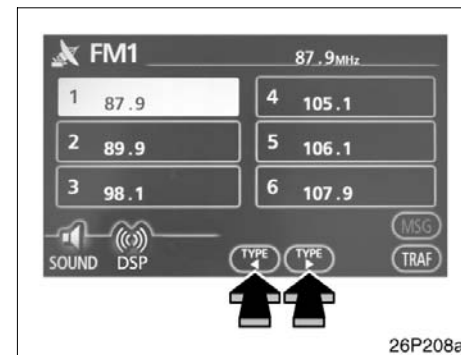 FM1 87.9MHz
1 87.9
2 89.9
3 98.1
4 105.1
5 106.1
6 107.9
MSG
SOUND DSP TYPE TYPE TRAF
26P208a